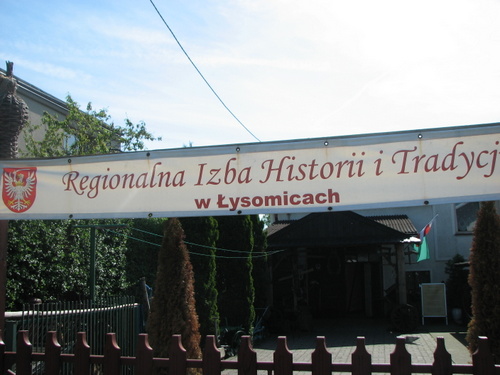 Regionalna Izba Historii i Tradycj
w Łysomicach